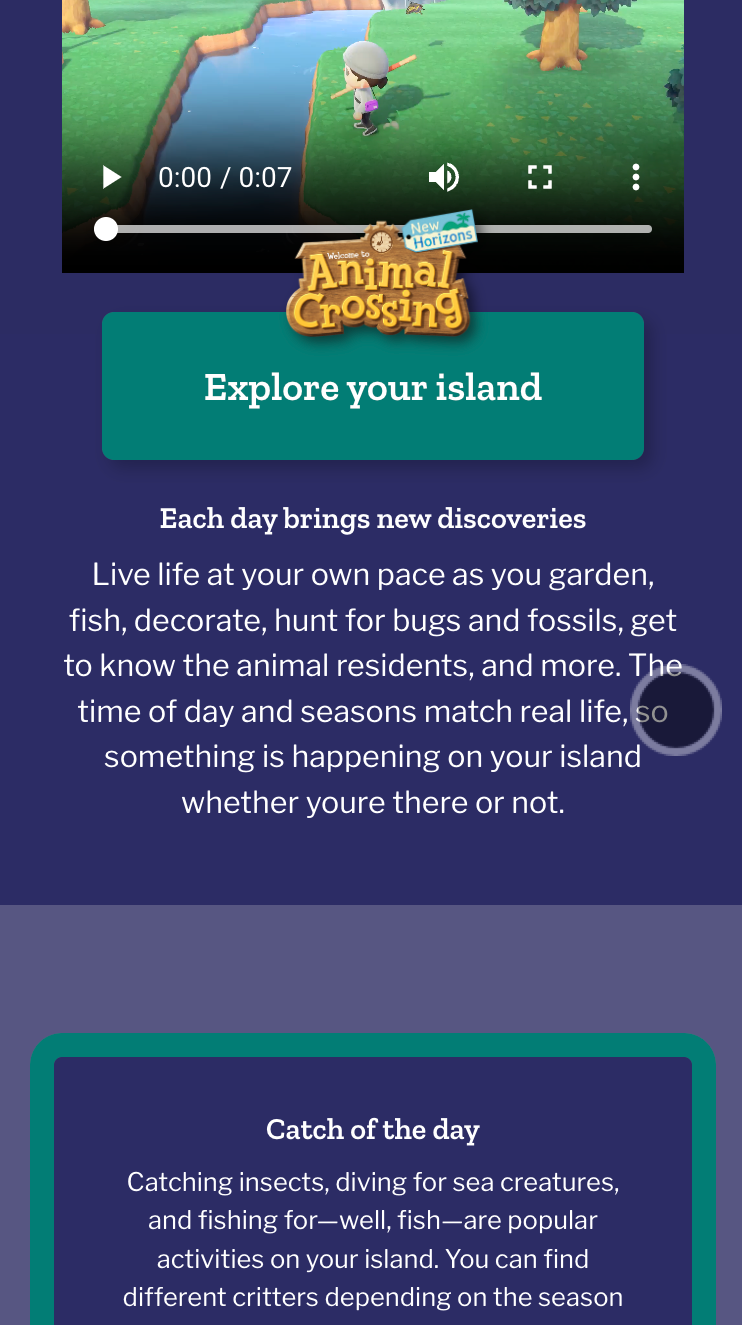 0:00 / 0:07
New
Horizons
Welcome to
Animal
Crossing
Explore your island
Each day brings new discoveries
Live life at your own pace as you garden,
fish, decorate, hunt for bugs and fossils, get
to know the animal residents, and more. The
time of day and seasons match real life, so
something is happening on your island
whether youre there or not.
Catch of the day
Catching insects, diving for sea creatures,
and fishing for—well, fish—are popular
activities on your island. You can find
different critters depending on the season